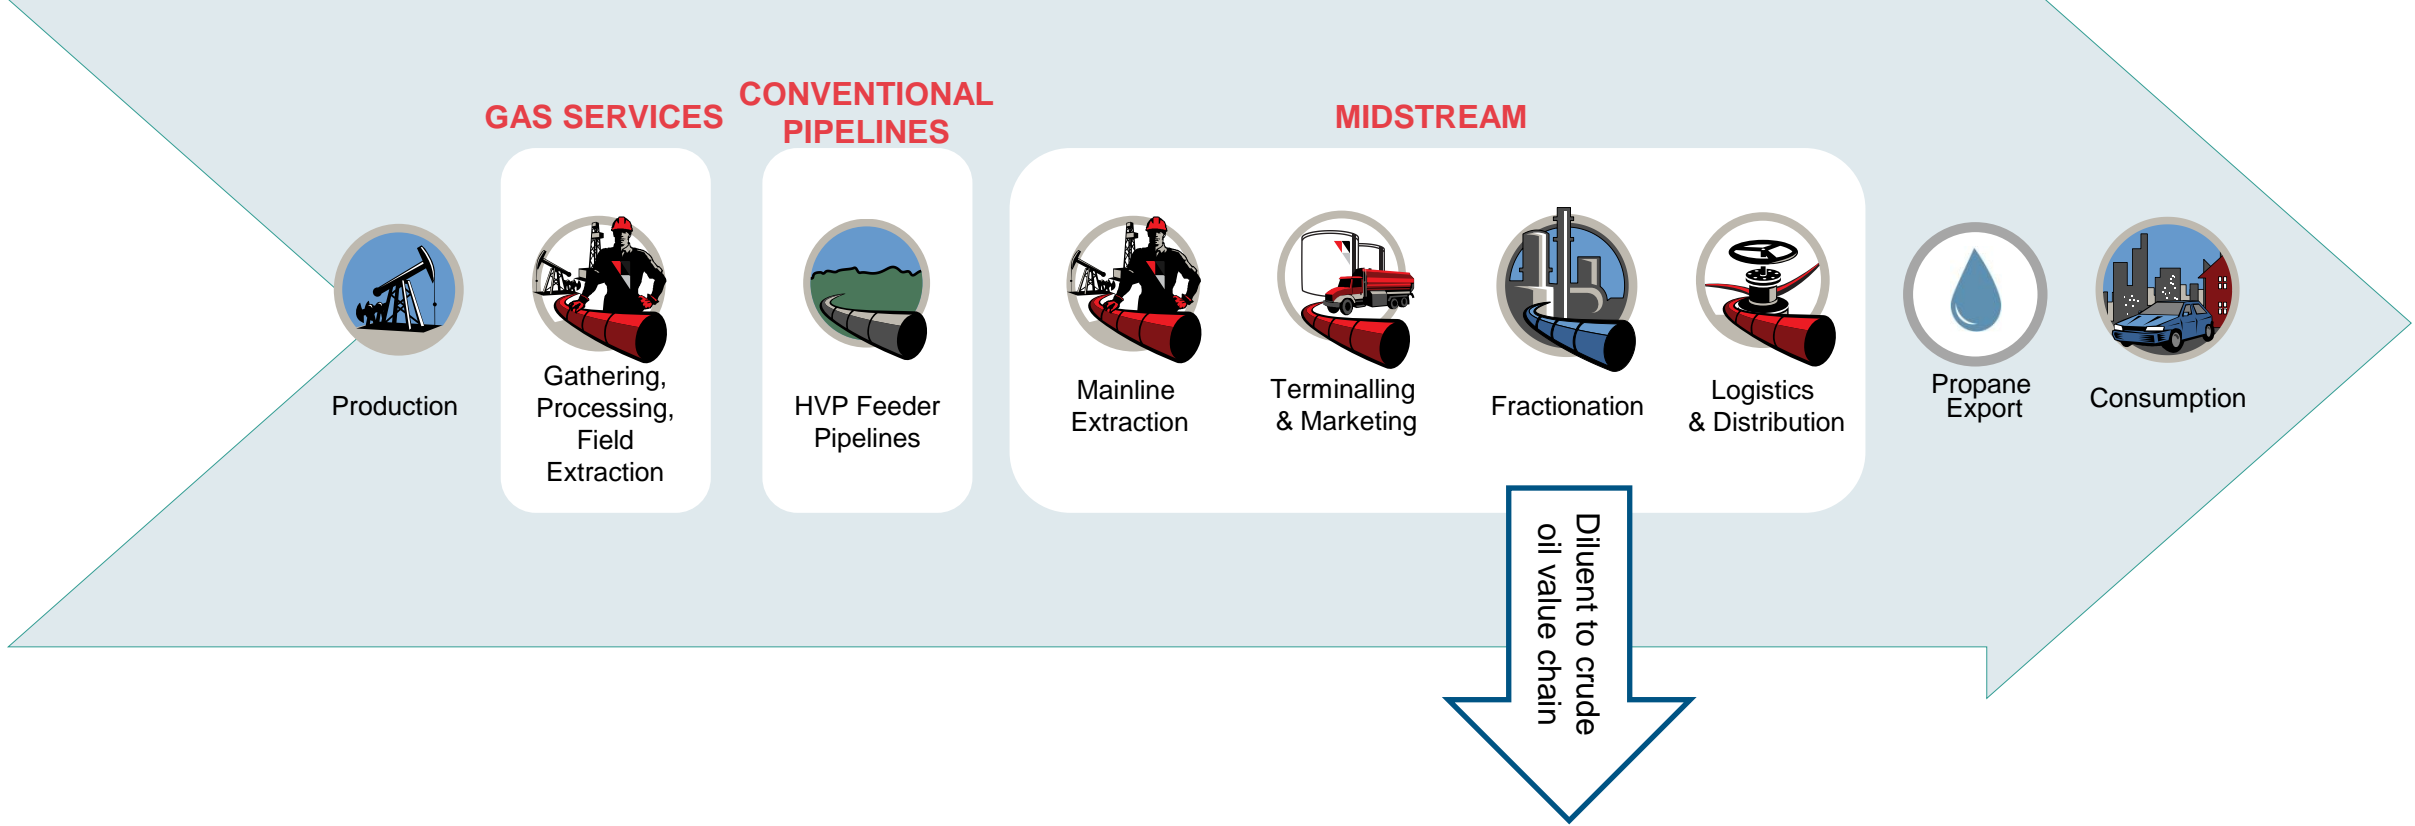 GAS SERVICES
CONVENTIONAL
PIPELINES
MIDSTREAM
Production
Gathering,
Processing,
Field
Extraction
HVP Feeder
Pipelines
Mainline
Extraction
Terminalling
& Marketing
Fractionation
Logistics
& Distribution
Propane
Export
Consumption
Diluent to crude
oil value chain